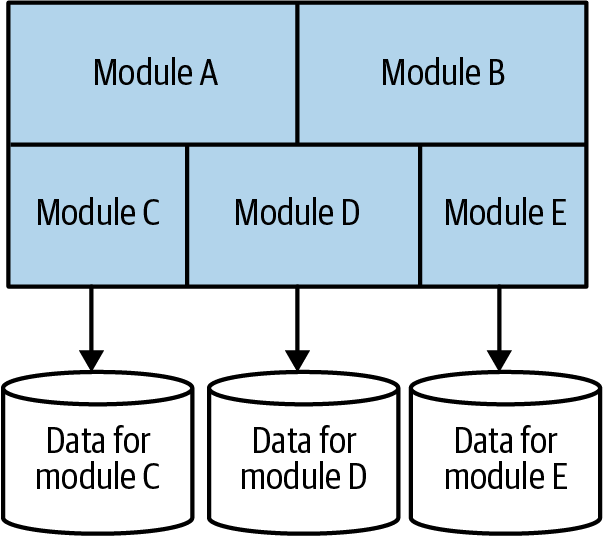 Module A
Module B
Module C
Module D
Module E
Data for
module C
Data for
module D
Data for
module E